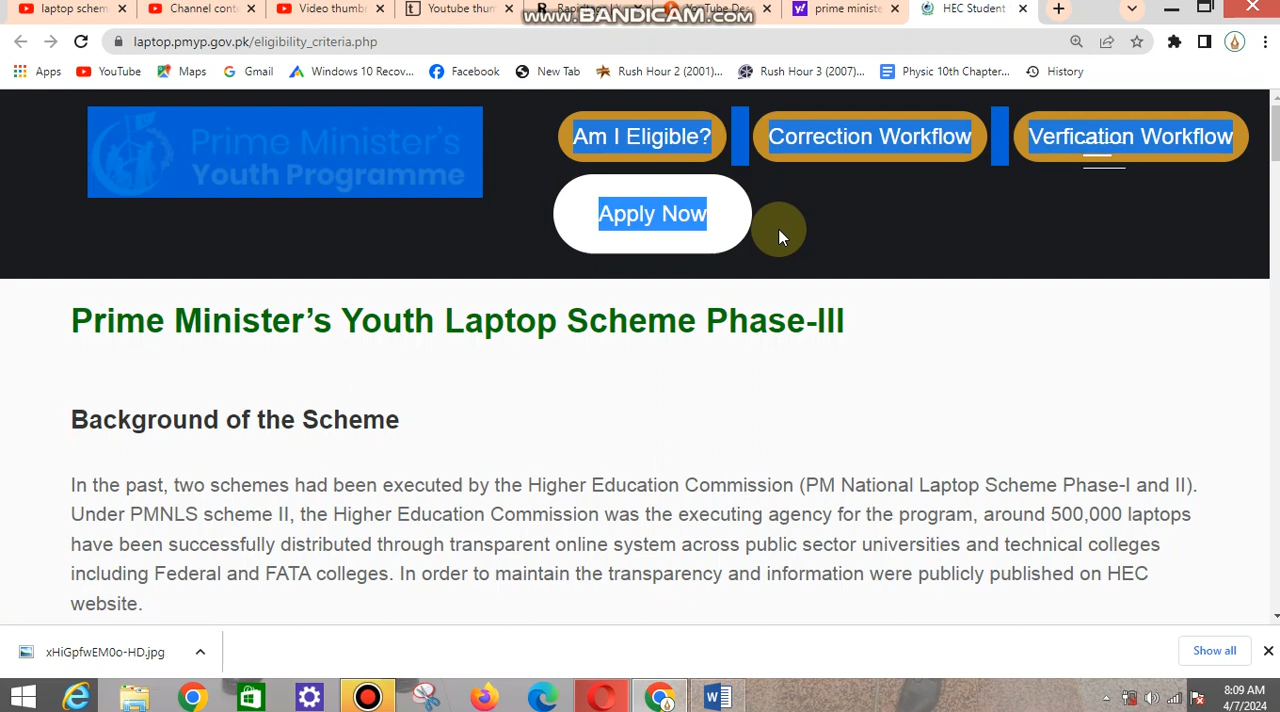 laptop schem
Channel conte
Video thumbn
Youtube thum
prime ministe
HEC Student
www.BANDICAM.com
laptop.pmyp.gov.pk/eligibility_criteria.php
Apps
YouTube
Maps
Gmail
Windows 10 Recov...
Facebook
New Tab
Rush Hour 2 (2001)...
Rush Hour 3 (2007)...
Physic 10th Chapter...
History
Prime Minister's
Youth Programme
Am I Eligible?
Correction Workflow
Verfication Workflow
Apply Now
Prime Minister’s Youth Laptop Scheme Phase-III
Background of the Scheme
In the past, two schemes had been executed by the Higher Education Commission (PM National Laptop Scheme Phase-I and II).
Under PMNLS scheme II, the Higher Education Commission was the executing agency for the program, around 500,000 laptops
have been successfully distributed through transparent online system across public sector universities and technical colleges
including Federal and FATA colleges. In order to maintain the transparency and information were publicly published on HEC
website.
xHiGpfwEM0o-HD.jpg
Show all
8:09 AM
4/7/2024